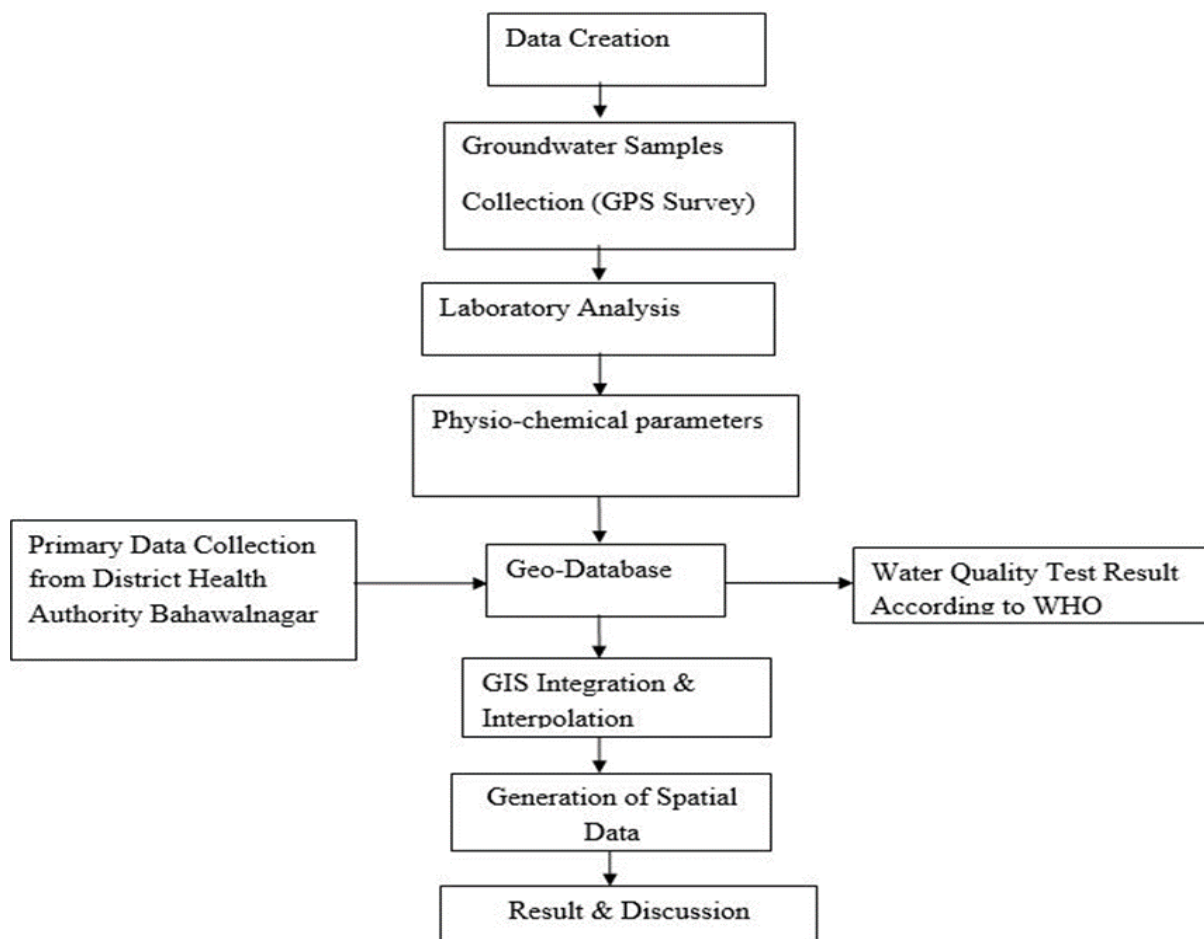 Data Creation
Groundwater Samples
Collection (GPS Survey)
Laboratory Analysis
Physio-chemical parameters
Primary Data Collection
from District Health
Authority Bahawalnagar
Geo-Database
Water Quality Test Result
According to WHO
GIS Integration &
Interpolation
Generation of Spatial
Data
Result & Discussion